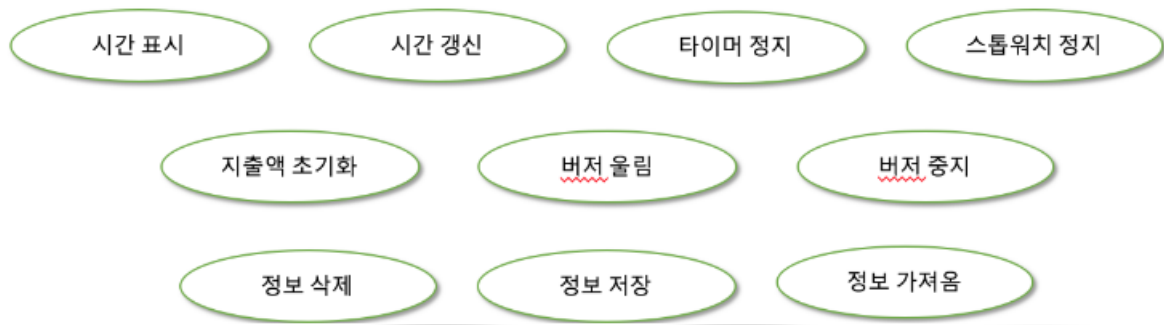 시간 표시
시간 갱신
타이머 정지
스톱워치 정지
지출액 초기화
버저 울림
버저 중지
정보 삭제
정보 저장
정보 가져옴